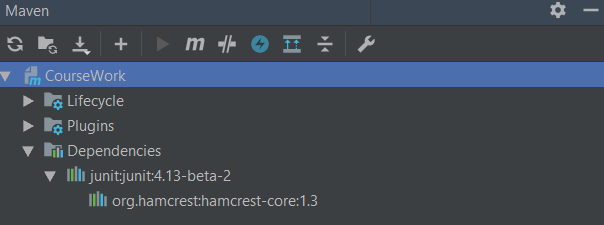 Maven
CourseWork
Lifecycle
Plugins
Dependencies
junit:junit:4.13-beta-2
org.hamcrest:hamcrest-core:1.3